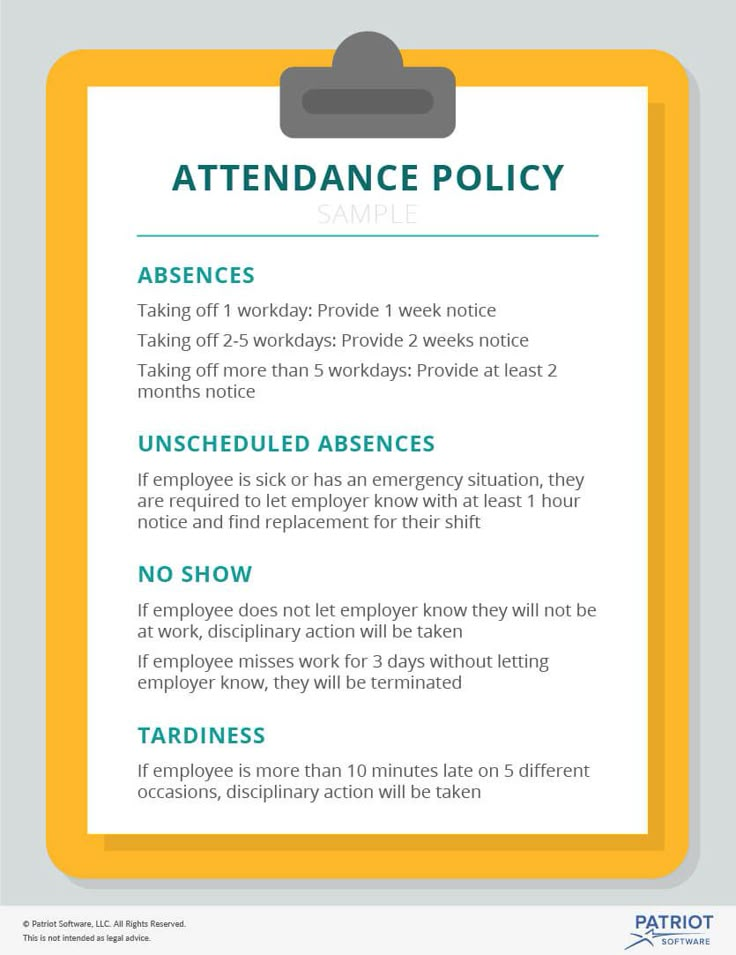 ATTENDANCE POLICY
SAMPLE
ABSENCES
Taking off 1 workday: Provide 1 week notice
Taking off 2-5 workdays: Provide 2 weeks notice
Taking off more than 5 workdays: Provide at least 2
months notice
UNSCHEDULED ABSENCES
If employee is sick or has an emergency situation, they
are required to let employer know with at least 1 hour
notice and find replacement for their shift
NO SHOW
If employee does not let employer know they will not be
at work, disciplinary action will be taken
If employee misses work for 3 days without letting
employer know, they will be terminated
TARDINESS
If employee is more than 10 minutes late on 5 different
occasions, disciplinary action will be taken
© Patriot Software, LLC. All Rights Reserved.
This is not intended as legal advice.
PATRIOT
SOFTWARE